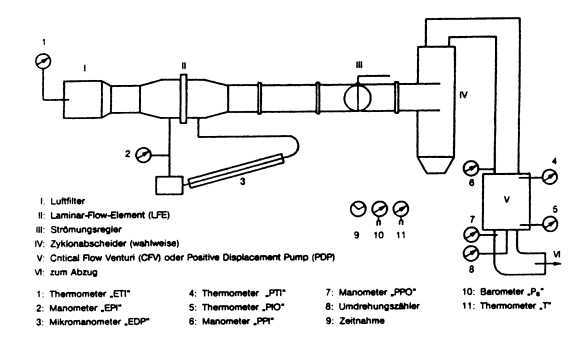 1
I
II
III
IV
2
3
6
4
V
5
7
8
VI
9
10
11
I. Luftfilter
II: Laminar-Flow-Element (LFE)
III: Strömungsregler
IV: Zyklonabscheider (wahlweise)
V: Critical Flow Venturi (CFV) oder Positive Displacement Pump (PDP)
VI: zum Abzug
1: Thermometer „ETI“
2: Manometer „EPI“
3: Mikromanometer „EDP“
4: Thermometer „PTI“
5: Thermometer „PIO“
6: Manometer „PPI“
7: Manometer „PPO“
8: Umdrehungszähler
9: Zeitnahme
10: Barometer „P_B“
11: Thermometer „T“